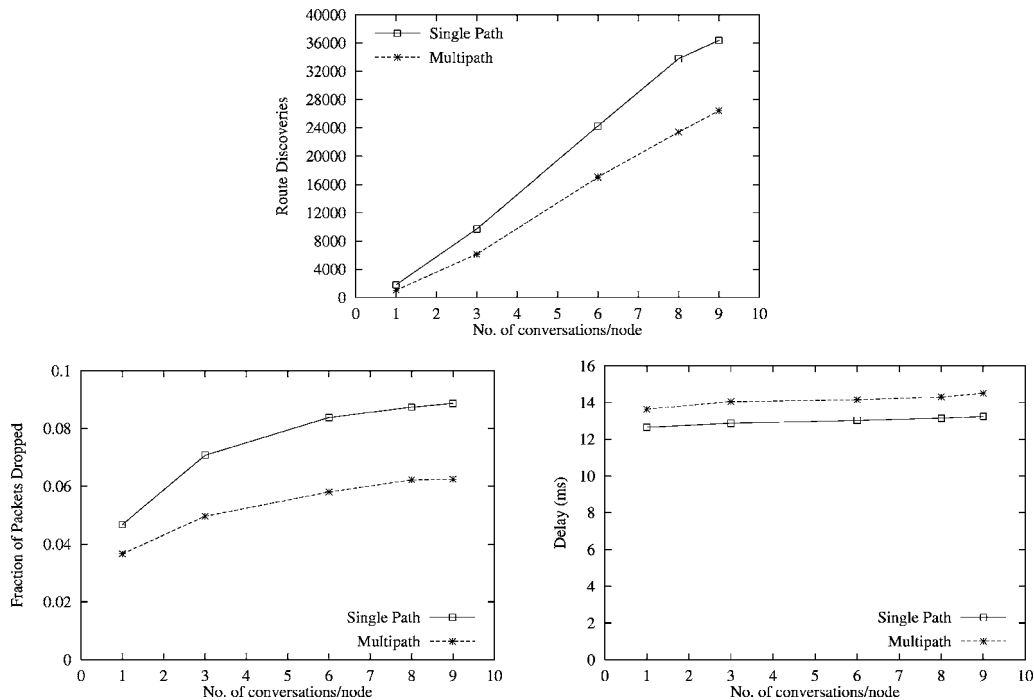 40000
36000
32000
28000
24000
20000
16000
12000
8000
4000
0
Route Discoveries
Single Path
Multipath
0 1 2 3 4 5 6 7 8 9 10
No. of conversations/node
0.1
0.08
0.06
0.04
0.02
0
Fraction of Packets Dropped
Single Path
Multipath
0 1 2 3 4 5 6 7 8 9 10
No. of conversations/node
16
14
12
10
8
6
4
2
0
Delay (ms)
Single Path
Multipath
0 1 2 3 4 5 6 7 8 9 10
No. of conversations/node